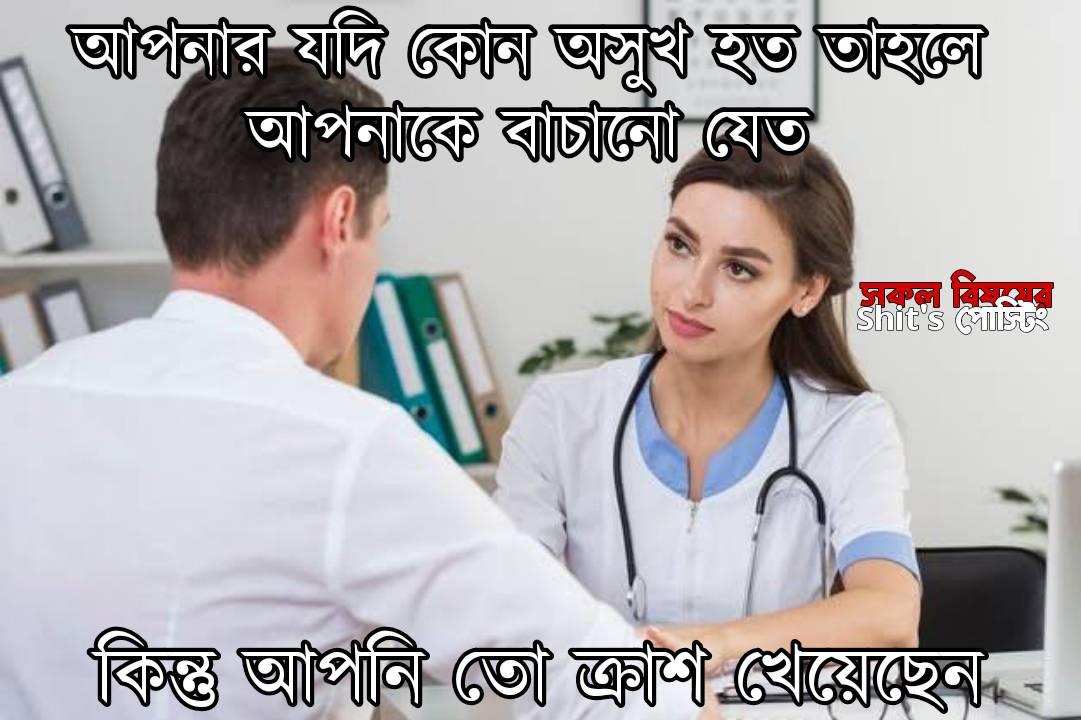 আপনার যদি কোন অসুখ হত তাহলে
আপনাকে বাচানো যেত
সকল বিষয়ের
Shit's পোস্টিং
কিন্তু আপনি তো ক্রাশ খেয়েছেন